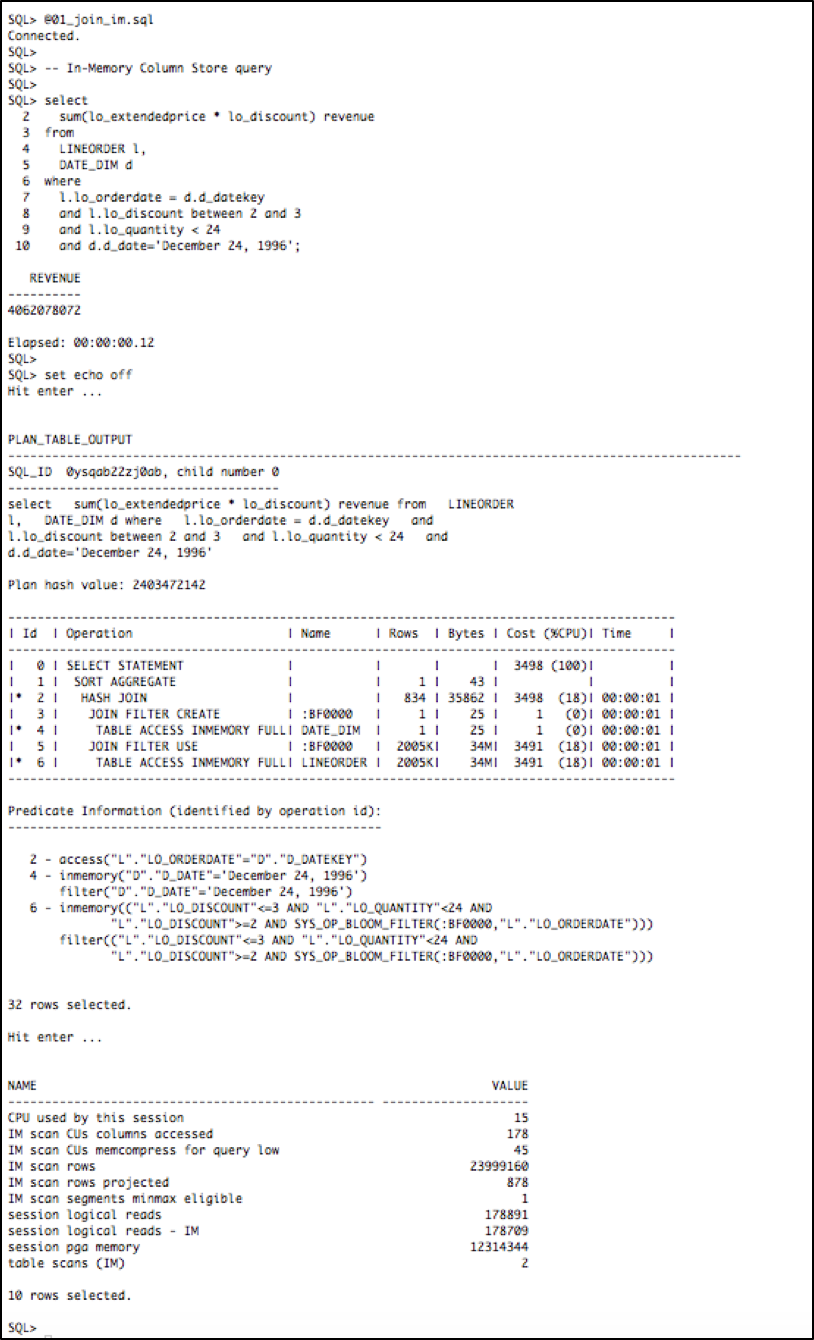 SQL> @01_join_im.sql
Connected.
SQL>
SQL> -- In-Memory Column Store query
SQL>
SQL> select
  2    sum(lo_extendedprice * lo_discount) revenue
  3  from
  4    LINEORDER l,
  5    DATE_DIM d
  6  where
  7    l.lo_orderdate = d.d_datekey
  8    and l.lo_discount between 2 and 3
  9    and l.lo_quantity < 24
 10    and d.d_date='December 24, 1996';
   REVENUE
----------
4062078072
Elapsed: 00:00:00.12
SQL>
SQL> set echo off
Hit enter ...
PLAN_TABLE_OUTPUT
----------------------------------------------------------------------------------------------------
SQL_ID  0ysqab22zj0ab, child number 0
-------------------------------------
select   sum(lo_extendedprice * lo_discount) revenue from   LINEORDER
l,   DATE_DIM d where   l.lo_orderdate = d.d_datekey   and
l.lo_discount between 2 and 3   and l.lo_quantity < 24   and
d.d_date='December 24, 1996'
Plan hash value: 2403472142
------------------------------------------------------------------------------------------
| Id  | Operation                     | Name      | Rows  | Bytes | Cost (%CPU)| Time     |
------------------------------------------------------------------------------------------
|   0 | SELECT STATEMENT              |           |       |       |  3498 (100)|          |
|   1 |  SORT AGGREGATE               |           |     1 |    43 |            |          |
|*  2 |   HASH JOIN                   |           |   834 | 35862 |  3498  (18)| 00:00:01 |
|   3 |    JOIN FILTER CREATE         | :BF0000   |     1 |    25 |     1   (0)| 00:00:01 |
|*  4 |     TABLE ACCESS INMEMORY FULL| DATE_DIM  |     1 |    25 |     1   (0)| 00:00:01 |
|   5 |    JOIN FILTER USE            | :BF0000   |  2005K|    34M|  3491  (18)| 00:00:01 |
|*  6 |     TABLE ACCESS INMEMORY FULL| LINEORDER |  2005K|    34M|  3491  (18)| 00:00:01 |
------------------------------------------------------------------------------------------
Predicate Information (identified by operation id):
---------------------------------------------------
   2 - access("L"."LO_ORDERDATE"="D"."D_DATEKEY")
   4 - inmemory("D"."D_DATE"='December 24, 1996')
       filter("D"."D_DATE"='December 24, 1996')
   6 - inmemory(("L"."LO_DISCOUNT"<=3 AND "L"."LO_QUANTITY"<24 AND
              "L"."LO_DISCOUNT">=2 AND SYS_OP_BLOOM_FILTER(:BF0000,"L"."LO_ORDERDATE")))
       filter(("L"."LO_DISCOUNT"<=3 AND "L"."LO_QUANTITY"<24 AND
              "L"."LO_DISCOUNT">=2 AND SYS_OP_BLOOM_FILTER(:BF0000,"L"."LO_ORDERDATE")))
32 rows selected.
Hit enter ...
NAME                                                              VALUE
-------------------------------------------------- --------------------
CPU used by this session                                             15
IM scan CUs columns accessed                                        178
IM scan CUs memcompress for query low                                45
IM scan rows                                                   23999160
IM scan rows projected                                              878
IM scan segments minmax eligible                                      1
session logical reads                                            178891
session logical reads - IM                                       178709
session pga memory                                             12314344
table scans (IM)                                                      2
10 rows selected.
SQL>